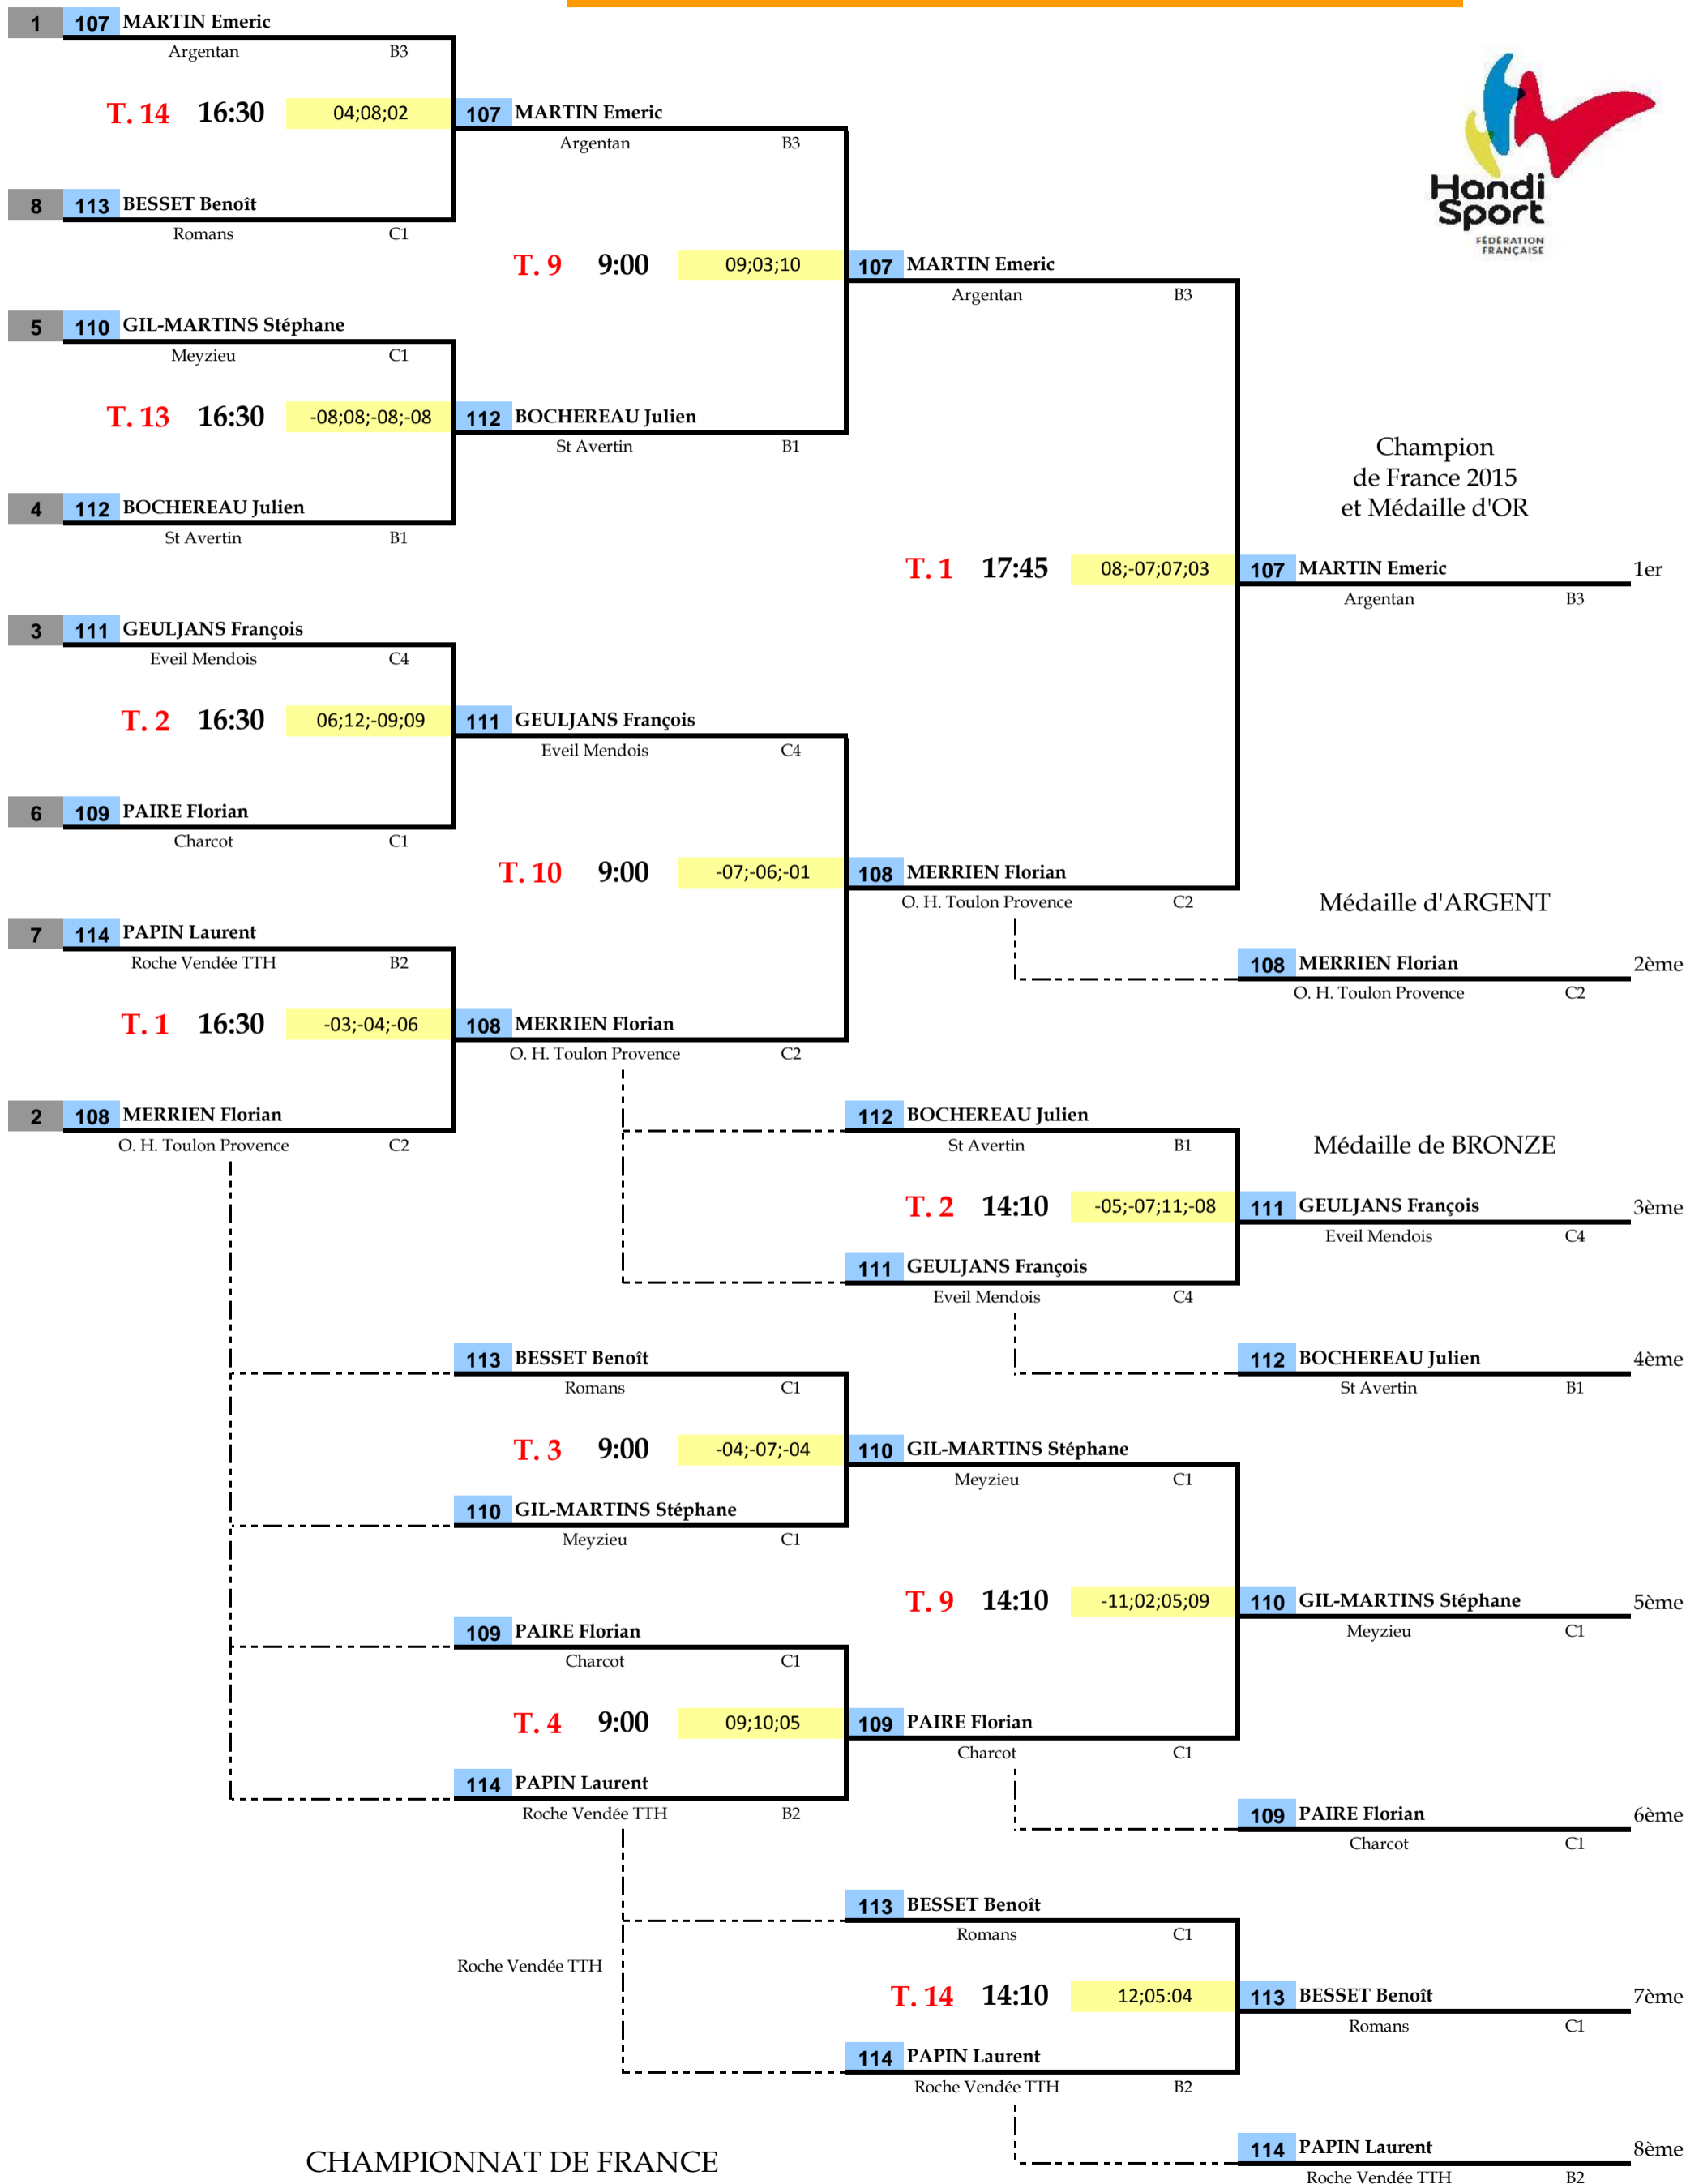 1 107 MARTIN Emeric
Argentan B3
T. 14 16:30 04;08;02 107 MARTIN Emeric
Argentan B3
8 113 BESSET Benoît
Romans C1
T. 9 9:00 09;03;10 107 MARTIN Emeric
Argentan B3
Handi
Sport
FÉDÉRATION
FRANÇAISE
5 110 GIL-MARTINS Stéphane
Meyzieu C1
T. 13 16:30 -08;08;-08;-08 112 BOCHEREAU Julien
St Avertin B1
Champion
de France 2015
et Médaille d'OR
4 112 BOCHEREAU Julien
St Avertin B1
T. 1 17:45 08;-07;07;03 107 MARTIN Emeric 1er
Argentan B3
3 111 GEULJANS François
Eveil Mendois C4
T. 2 16:30 06;12;-09;09 111 GEULJANS François
Eveil Mendois C4
6 109 PAIRE Florian
Charcot C1
T. 10 9:00 -07;-06;-01 108 MERRIEN Florian
O. H. Toulon Provence C2
Médaille d'ARGENT
7 114 PAPIN Laurent
Roche Vendée TTH B2
108 MERRIEN Florian 2ème
O. H. Toulon Provence C2
T. 1 16:30 -03;-04;-06 108 MERRIEN Florian
O. H. Toulon Provence C2
2 108 MERRIEN Florian
O. H. Toulon Provence C2
112 BOCHEREAU Julien
St Avertin B1
Médaille de BRONZE
T. 2 14:10 -05;-07;11;-08 111 GEULJANS François 3ème
Eveil Mendois C4
111 GEULJANS François
Eveil Mendois C4
113 BESSET Benoît
Romans C1
112 BOCHEREAU Julien 4ème
St Avertin B1
T. 3 9:00 -04;-07;-04 110 GIL-MARTINS Stéphane
Meyzieu C1
110 GIL-MARTINS Stéphane
Meyzieu C1
T. 9 14:10 -11;02;05;09 110 GIL-MARTINS Stéphane 5ème
Meyzieu C1
109 PAIRE Florian
Charcot C1
T. 4 9:00 09;10;05 109 PAIRE Florian
Charcot C1
114 PAPIN Laurent
Roche Vendée TTH B2
109 PAIRE Florian 6ème
Charcot C1
113 BESSET Benoît
Romans C1
Roche Vendée TTH
T. 14 14:10 12;05:04 113 BESSET Benoît 7ème
Romans C1
114 PAPIN Laurent
Roche Vendée TTH B2
CHAMPIONNAT DE FRANCE
114 PAPIN Laurent 8ème
Roche Vendée TTH B2